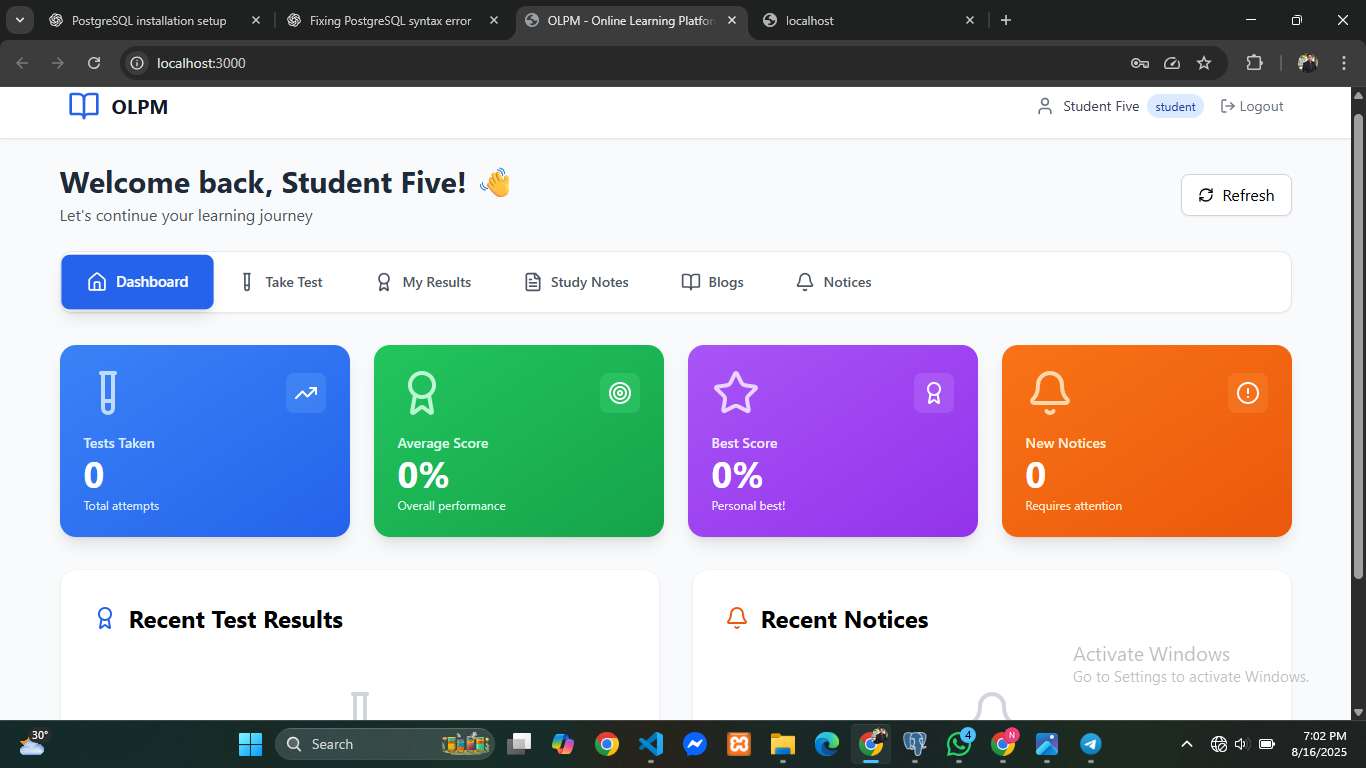 PostgreSQL installation setup
Fixing PostgreSQL syntax error
OLPM - Online Learning Platfor
localhost
localhost:3000
OLPM
Student Five
student
Logout
Welcome back, Student Five! 👋
Let's continue your learning journey
Refresh
Dashboard
Take Test
My Results
Study Notes
Blogs
Notices
Tests Taken
0
Total attempts
Average Score
0%
Overall performance
Best Score
0%
Personal best!
New Notices
0
Requires attention
Recent Test Results
Recent Notices
Activate Windows
Go to Settings to activate Windows.
30°
Search
4
N
7:02 PM
8/16/2025